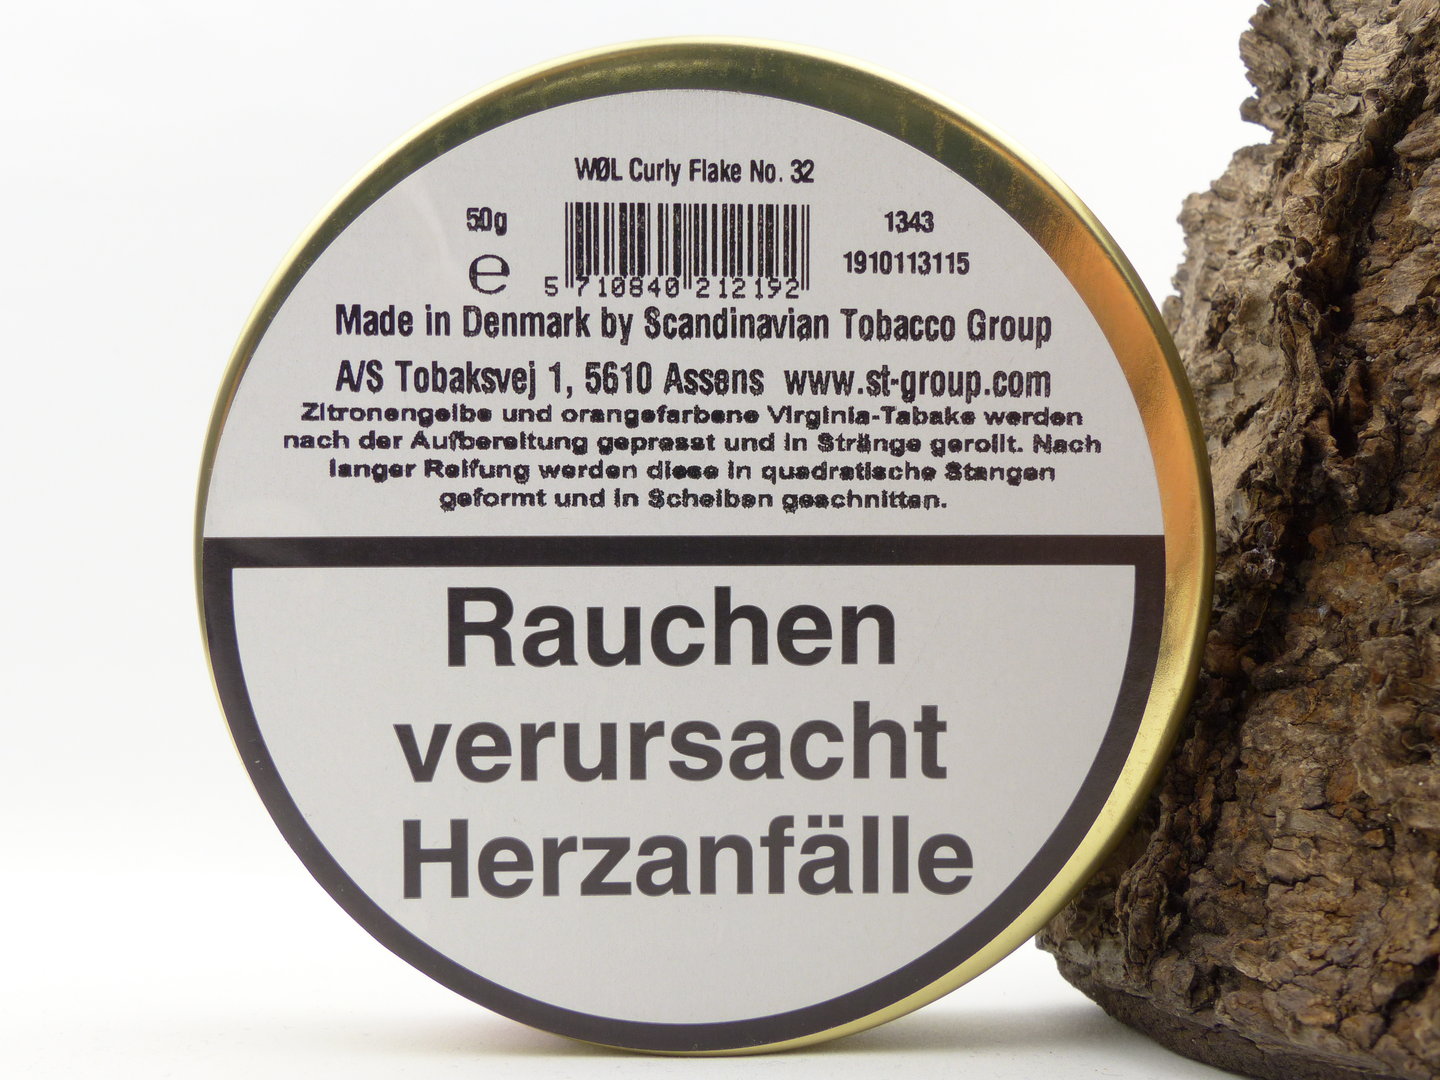 WØL Curly Flake No. 32
50g
1343
e
1910113115
5 710840 212192
Made in Denmark by Scandinavian Tobacco Group
A/S Tobaksvej 1, 5610 Assens www.st-group.com
Zitronengelbe und orangefarbene Virginia-Tabake werden
nach der Aufbereitung gepresst und in Stränge gerollt. Nach
langer Reifung werden diese in quadratische Stangen
geformt und in Scheiben geschnitten.
Rauchen
verursacht
Herzanfälle